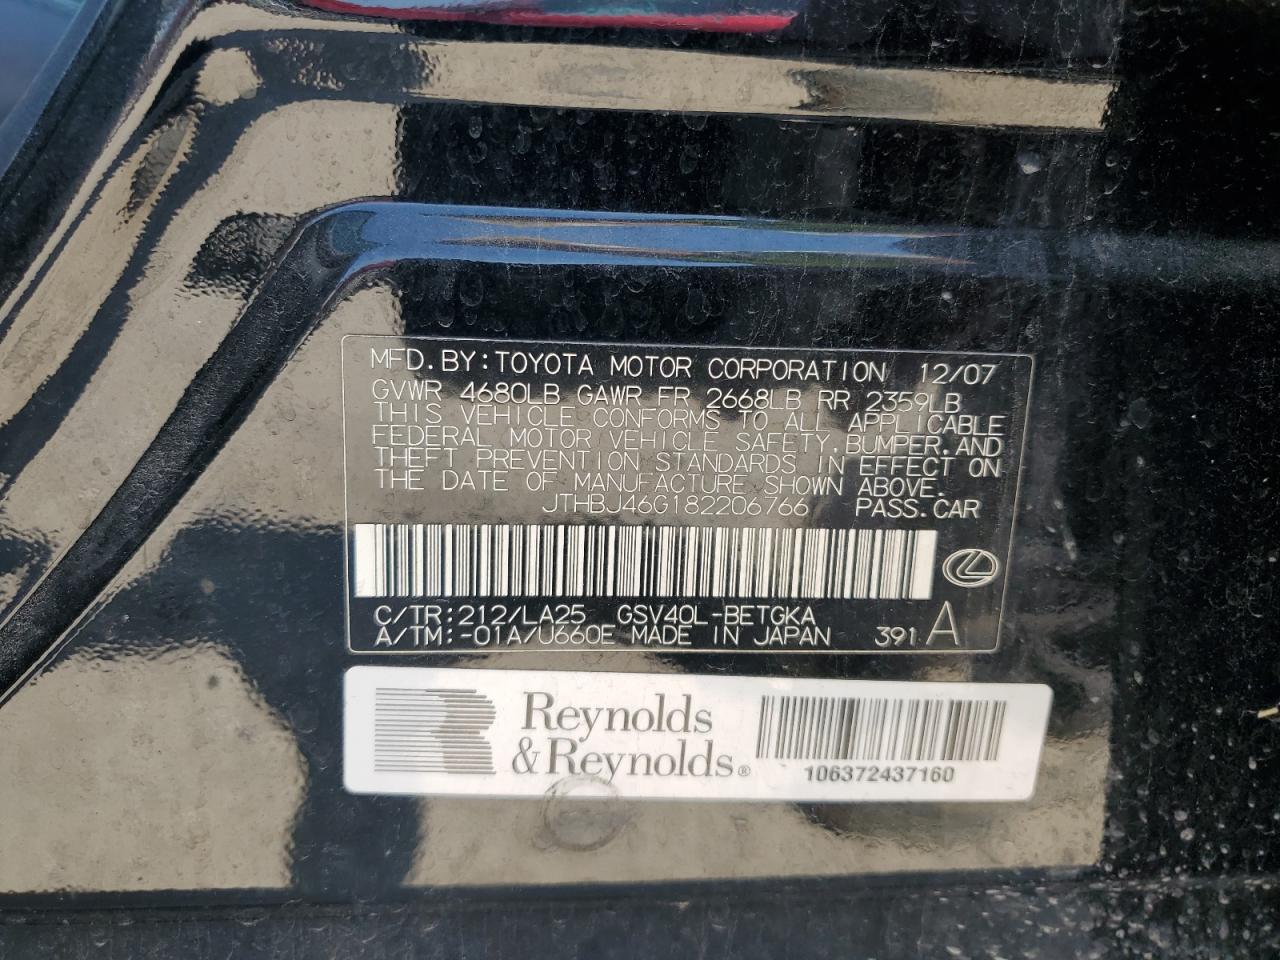 MFD.BY:TOYOTA MOTOR CORPORATION 12/07
GVWR 4680LB GAWR FR 2668LB RR 2359LB
THIS VEHICLE CONFORMS TO ALL APPLICABLE
FEDERAL MOTOR VEHICLE SAFETY,BUMPER,AND
THEFT PREVENTION STANDARDS IN EFFECT ON
THE DATE OF MANUFACTURE SHOWN ABOVE.
JTHBJ46G182206766 PASS.CAR
C/TR:212/LA25 GSV40L-BETGKA
A/TM:-01A/U660E MADE IN JAPAN 391 A
Reynolds
& Reynolds®
106372437160